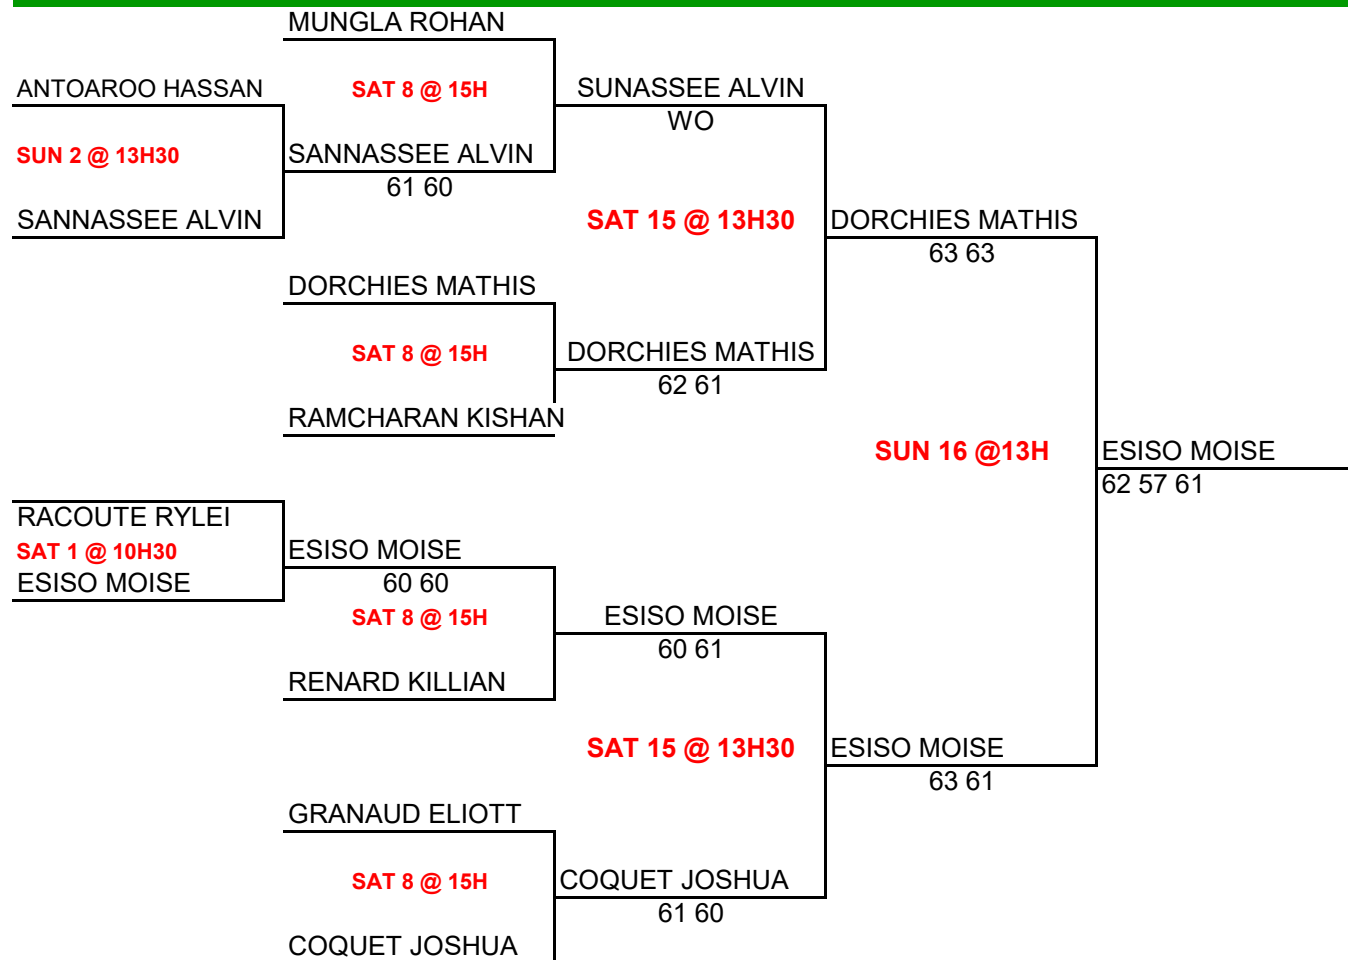 MUNGLA ROHAN
ANTOAROO HASSAN
SAT 8 @ 15H
SUNASSEE ALVIN
WO
SUN 2 @ 13H30
SANNASSEE ALVIN
61 60
SANNASSEE ALVIN
SAT 15 @ 13H30
DORCHIES MATHIS
63 63
DORCHIES MATHIS
SAT 8 @ 15H
DORCHIES MATHIS
62 61
RAMCHARAN KISHAN
SUN 16 @13H
ESISO MOISE
62 57 61
RACOUTE RYLEI
SAT 1 @ 10H30
ESISO MOISE
ESISO MOISE
60 60
SAT 8 @ 15H
ESISO MOISE
60 61
RENARD KILLIAN
SAT 15 @ 13H30
ESISO MOISE
63 61
GRANAUD ELIOTT
SAT 8 @ 15H
COQUET JOSHUA
61 60
COQUET JOSHUA